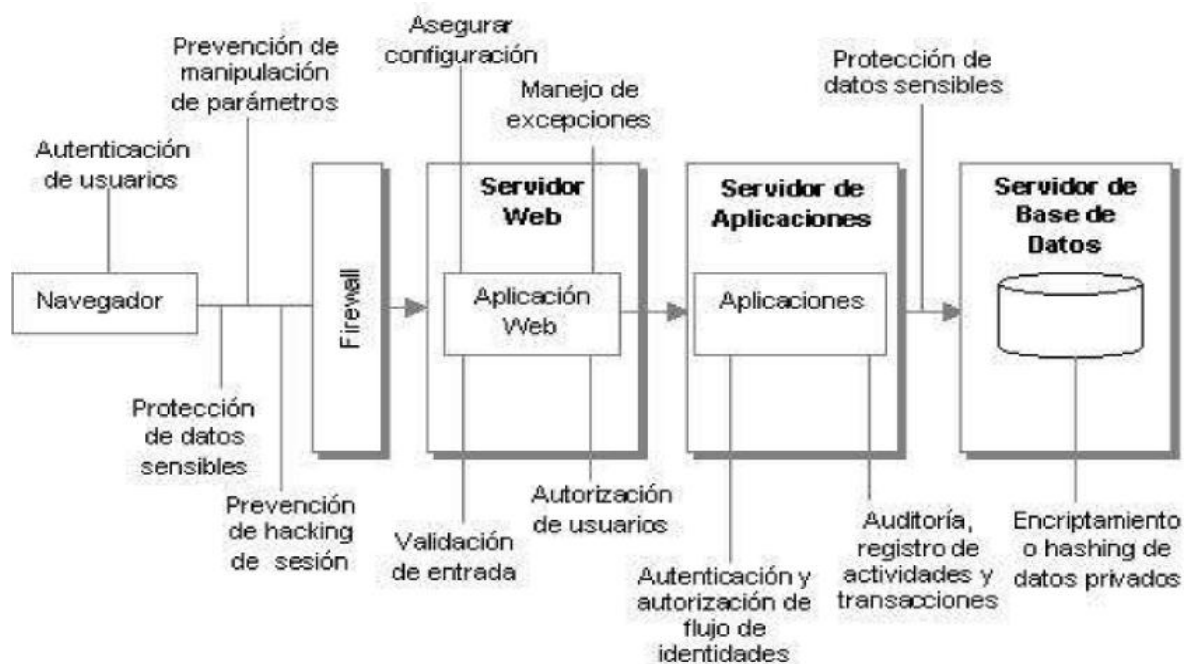 Asegurar
configuración
Prevención de
manipulación
de parámetros
Manejo de
excepciones
Protección de
datos sensibles
Autenticación
de usuarios
Servidor
Web
Servidor de
Aplicaciones
Servidor de
Base de
Datos
Navegador
Firewall
Aplicación
Web
Aplicaciones
Protección
de datos
sensibles
Prevención
de hacking
de sesión
Validación
de entrada
Autorización
de usuarios
Autenticación y
autorización de
flujo de
identidades
Auditoría,
registro de
actividades y
transacciones
Encriptamiento
o hashing de
datos privados